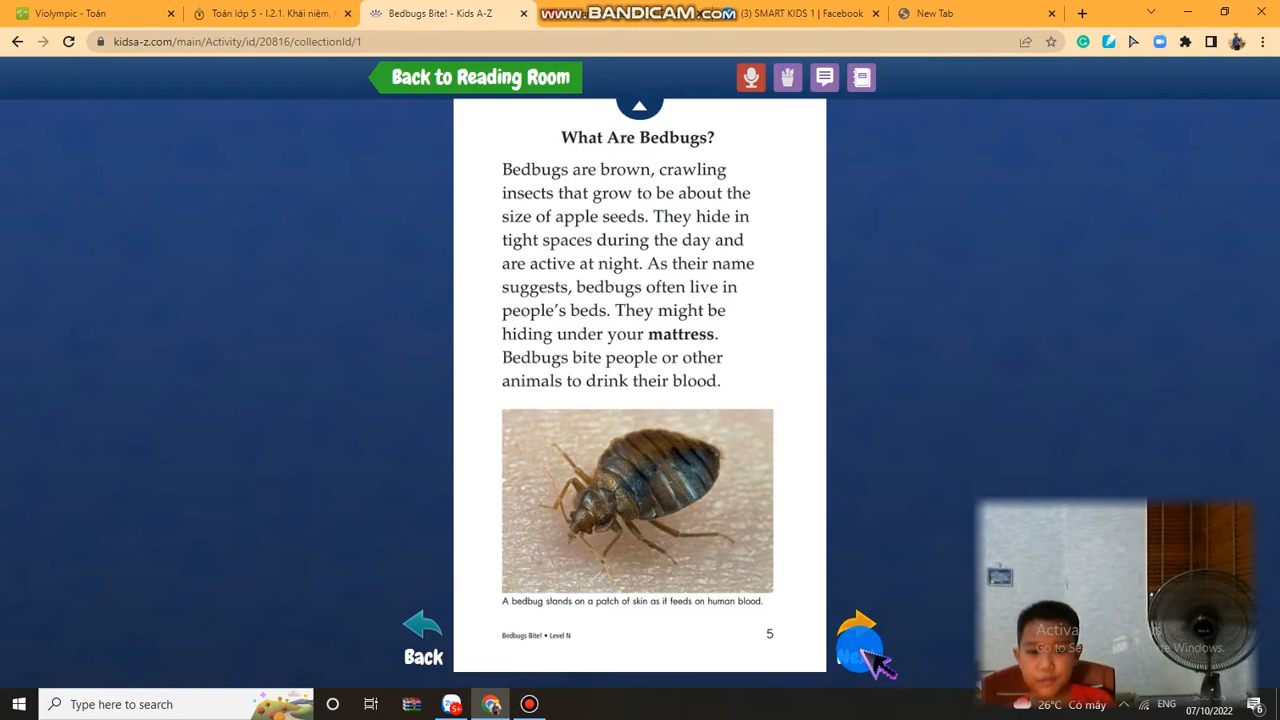 Violympic - Toán
Toán lớp 5 - I.2.1. Khái niệm,
Bedbugs Bite! - Kids A-Z
www.BANDICAM.com
(3) SMART KIDS 1 | Facebook
New Tab
kidsa-z.com/main/Activity/id/20816/collectionId/1
Back to Reading Room
What Are Bedbugs?
Bedbugs are brown, crawling
insects that grow to be about the
size of apple seeds. They hide in
tight spaces during the day and
are active at night. As their name
suggests, bedbugs often live in
people's beds. They might be
hiding under your mattress.
Bedbugs bite people or other
animals to drink their blood.
A bedbug stands on a patch of skin as it feeds on human blood.
Bedbugs Bite! • Level N
5
Back
Next
Go to Windows.
Type here to search
5+
26°C Có mây
ENG
07/10/2022
6